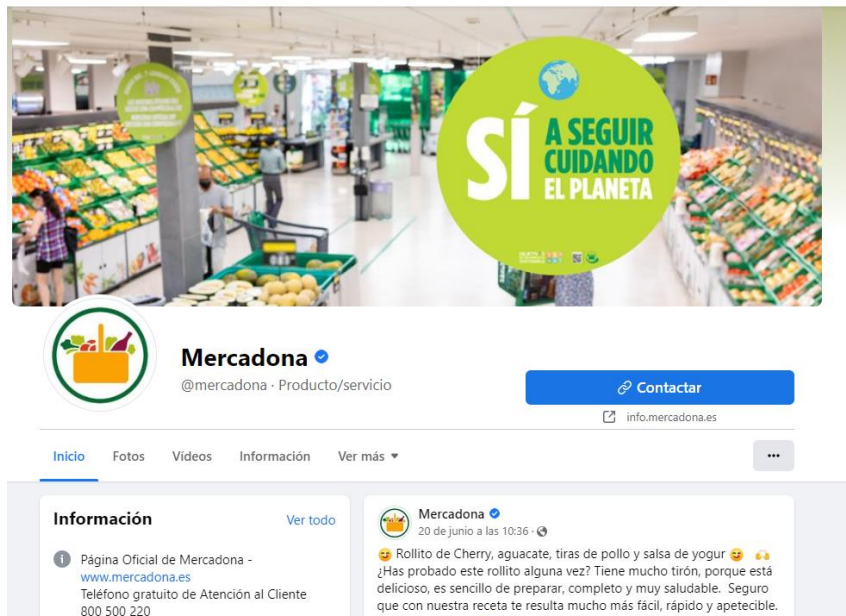 SÍ A SEGUIR
CUIDANDO
EL PLANETA
Mercadona
@mercadona · Producto/servicio
Contactar
info.mercadona.es
Inicio Fotos Vídeos Información Ver más
Información Ver todo
Página Oficial de Mercadona -
www.mercadona.es
Teléfono gratuito de Atención al Cliente
800 500 220
Mercadona
20 de junio a las 10:36 ·
😋 Rollito de Cherry, aguacate, tiras de pollo y salsa de yogur 😋 🙌
¿Has probado este rollito alguna vez? Tiene mucho tirón, porque está
delicioso, es sencillo de preparar, completo y muy saludable. Seguro
que con nuestra receta te resulta mucho más fácil, rápido y apetecible.